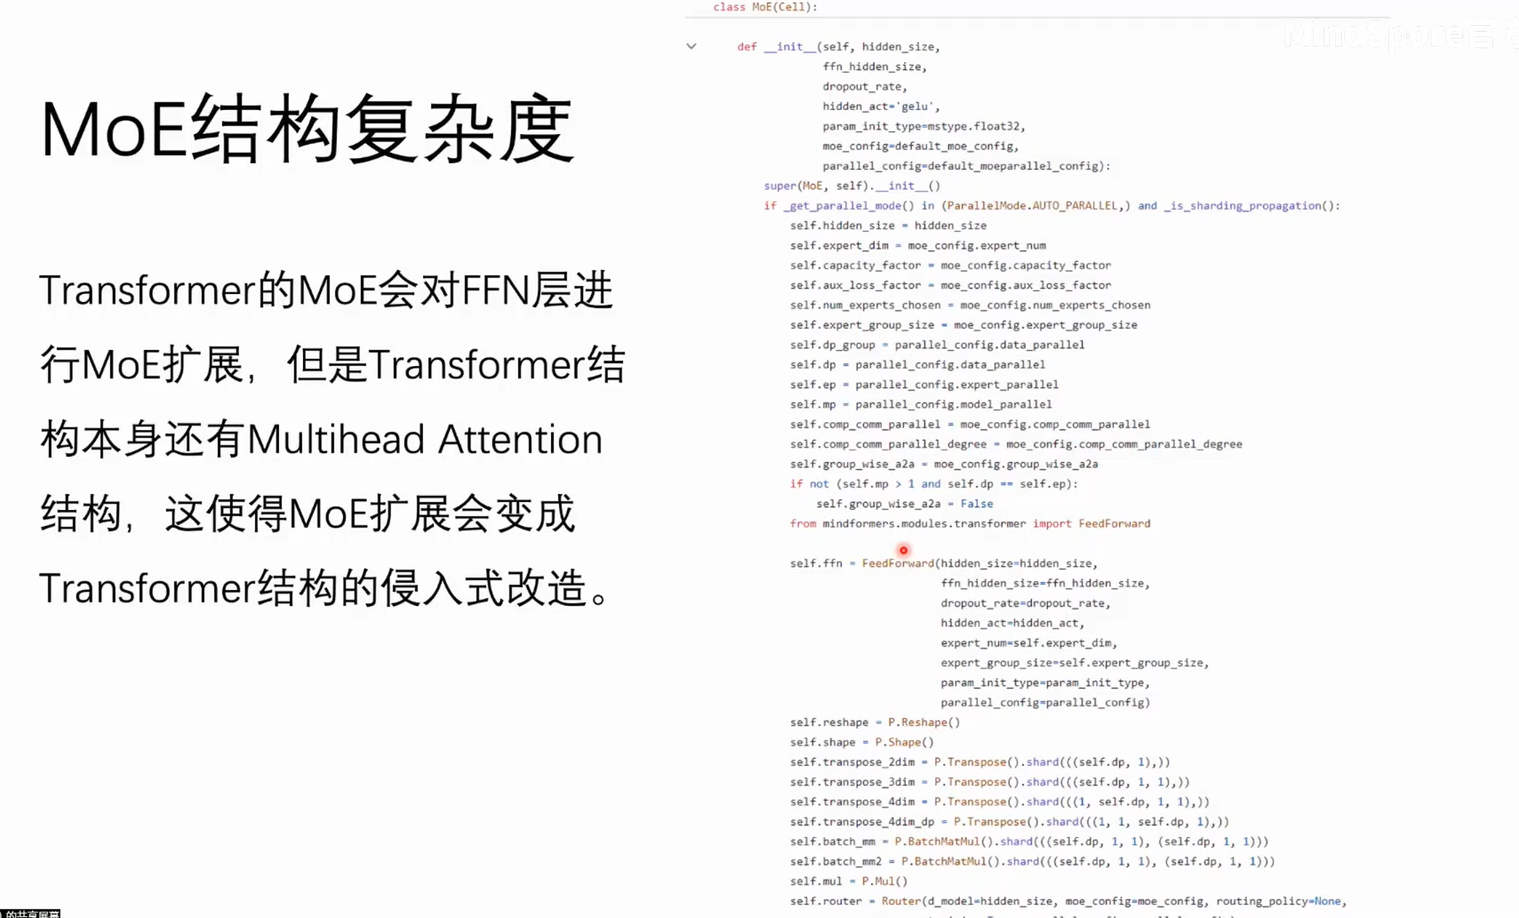 MoE结构复杂度
Transformer的MoE会对FFN层进
行MoE扩展，但是Transformer结
构本身还有Multihead Attention
结构，这使得MoE扩展会变成
Transformer结构的侵入式改造。
class MoE(Cell):
def __init__(self, hidden_size,
ffn_hidden_size,
dropout_rate,
hidden_act='gelu',
param_init_type=mstype.float32,
moe_config=default_moe_config,
parallel_config=default_moeparallel_config):
super(MoE, self).__init__()
if _get_parallel_mode() in (ParallelMode.AUTO_PARALLEL,) and _is_sharding_propagation():
self.hidden_size = hidden_size
self.expert_dim = moe_config.expert_num
self.capacity_factor = moe_config.capacity_factor
self.aux_loss_factor = moe_config.aux_loss_factor
self.num_experts_chosen = moe_config.num_experts_chosen
self.expert_group_size = moe_config.expert_group_size
self.dp_group = parallel_config.data_parallel
self.dp = parallel_config.data_parallel
self.ep = parallel_config.expert_parallel
self.mp = parallel_config.model_parallel
self.comp_comm_parallel = moe_config.comp_comm_parallel
self.comp_comm_parallel_degree = moe_config.comp_comm_parallel_degree
self.group_wise_a2a = moe_config.group_wise_a2a
if not (self.mp > 1 and self.dp == self.ep):
self.group_wise_a2a = False
from mindformers.modules.transformer import FeedForward
self.ffn = FeedForward(hidden_size=hidden_size,
ffn_hidden_size=ffn_hidden_size,
dropout_rate=dropout_rate,
hidden_act=hidden_act,
expert_num=self.expert_dim,
expert_group_size=self.expert_group_size,
param_init_type=param_init_type,
parallel_config=parallel_config)
self.reshape = P.Reshape()
self.shape = P.Shape()
self.transpose_2dim = P.Transpose().shard(((self.dp, 1),))
self.transpose_3dim = P.Transpose().shard(((self.dp, 1, 1),))
self.transpose_4dim = P.Transpose().shard(((1, self.dp, 1, 1),))
self.transpose_4dim_dp = P.Transpose().shard(((1, 1, self.dp, 1),))
self.batch_mm = P.BatchMatMul().shard(((self.dp, 1, 1), (self.dp, 1, 1)))
self.batch_mm2 = P.BatchMatMul().shard(((self.dp, 1, 1), (self.dp, 1, 1)))
self.mul = P.Mul()
self.router = Router(d_model=hidden_size, moe_config=moe_config, routing_policy=None,
MindSpore官
的共享屏幕